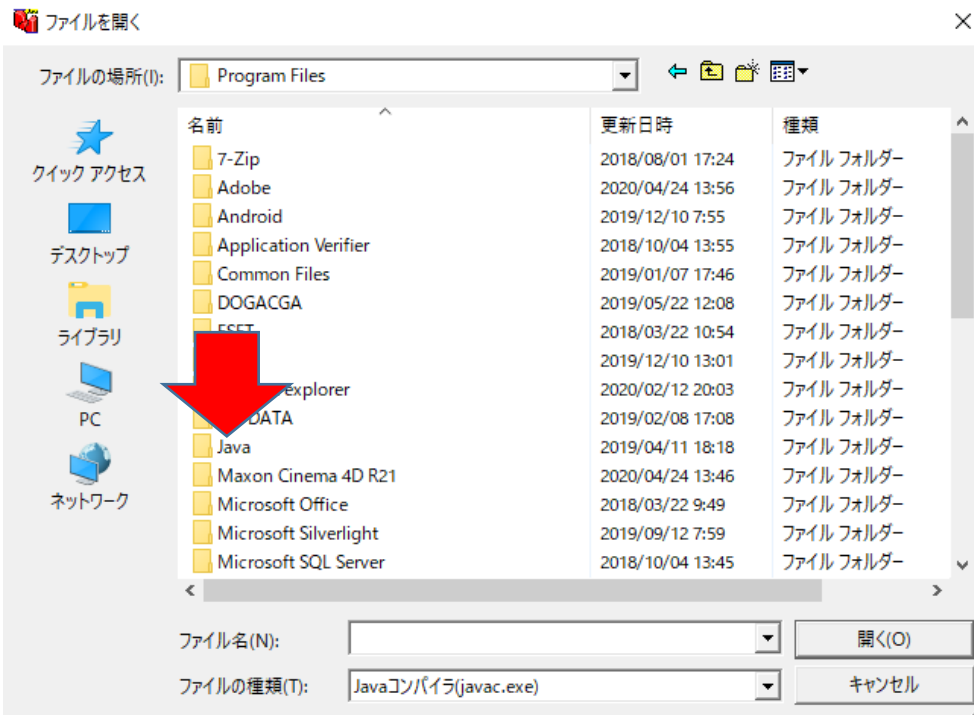 ファイルを開く
ファイルの場所(I): Program Files
名前 更新日時 種類
7-Zip 2018/08/01 17:24 ファイル フォルダー
Adobe 2020/04/24 13:56 ファイル フォルダー
Android 2019/12/10 7:55 ファイル フォルダー
Application Verifier 2018/10/04 13:55 ファイル フォルダー
Common Files 2019/01/07 17:46 ファイル フォルダー
DOGACGA 2019/05/22 12:08 ファイル フォルダー
ESET 2018/03/22 10:54 ファイル フォルダー
2019/12/10 13:01 ファイル フォルダー
explorer 2020/02/12 20:03 ファイル フォルダー
DATA 2019/02/08 17:08 ファイル フォルダー
Java 2019/04/11 18:18 ファイル フォルダー
Maxon Cinema 4D R21 2020/04/24 13:46 ファイル フォルダー
Microsoft Office 2018/03/22 9:49 ファイル フォルダー
Microsoft Silverlight 2019/09/12 7:59 ファイル フォルダー
Microsoft SQL Server 2018/10/04 13:45 ファイル フォルダー
クイック アクセス
デスクトップ
ライブラリ
PC
ネットワーク
ファイル名(N): 開く(O)
ファイルの種類(T): Javaコンパイラ(javac.exe) キャンセル